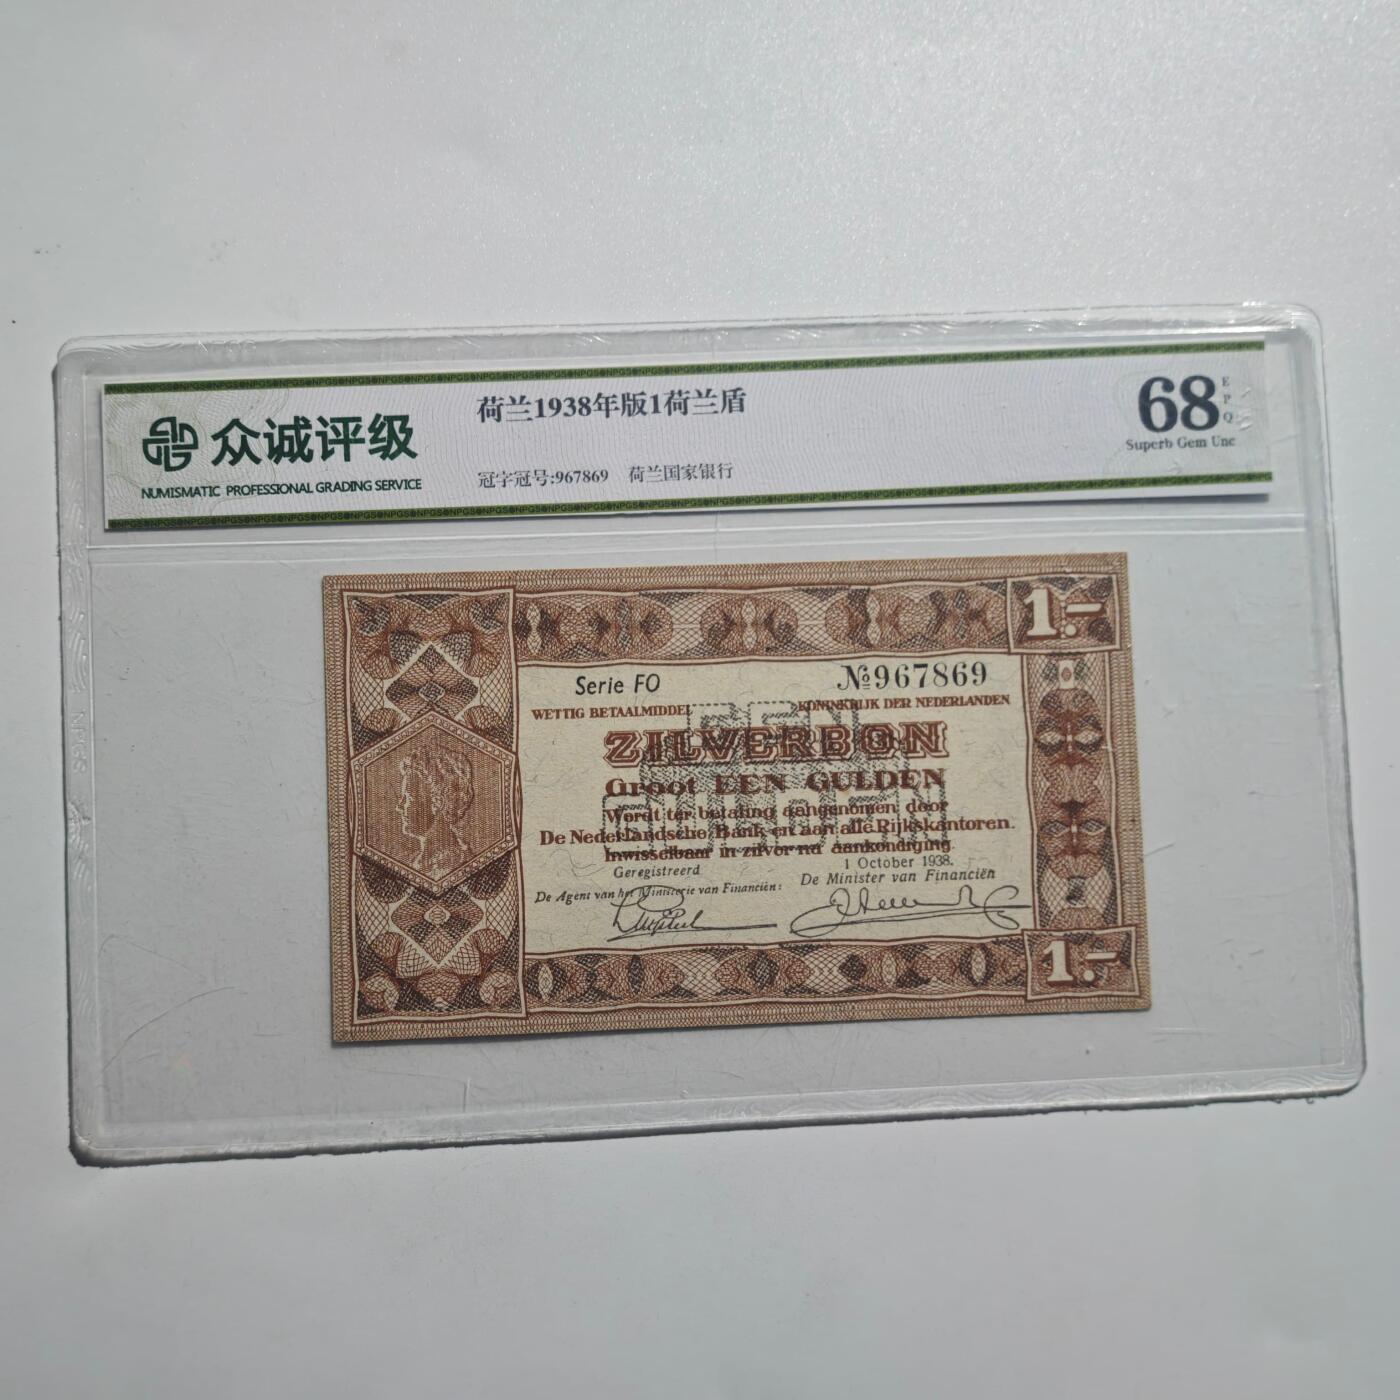 众诚评级
NUMISMATIC PROFESSIONAL GRADING SERVICE
荷兰1938年版1荷兰盾
冠字冠号:967869 荷兰国家银行
68 EPQ
Superb Gem Unc
1.-
Serie FO № 967869
WETTIG BETAALMIDDEL KONINKRIJK DER NEDERLANDEN
EEN GULDEN
ZILVERBON
Groot EEN GULDEN
Wordt ter betaling aangenomen door
De Nederlandsche Bank en aan alle Rijkskantoren.
Inwisselbaar in zilver na aankondiging.
Geregistreerd 1 October 1938.
De Agent van het Ministerie van Financiën: De Minister van Financiën
1.-